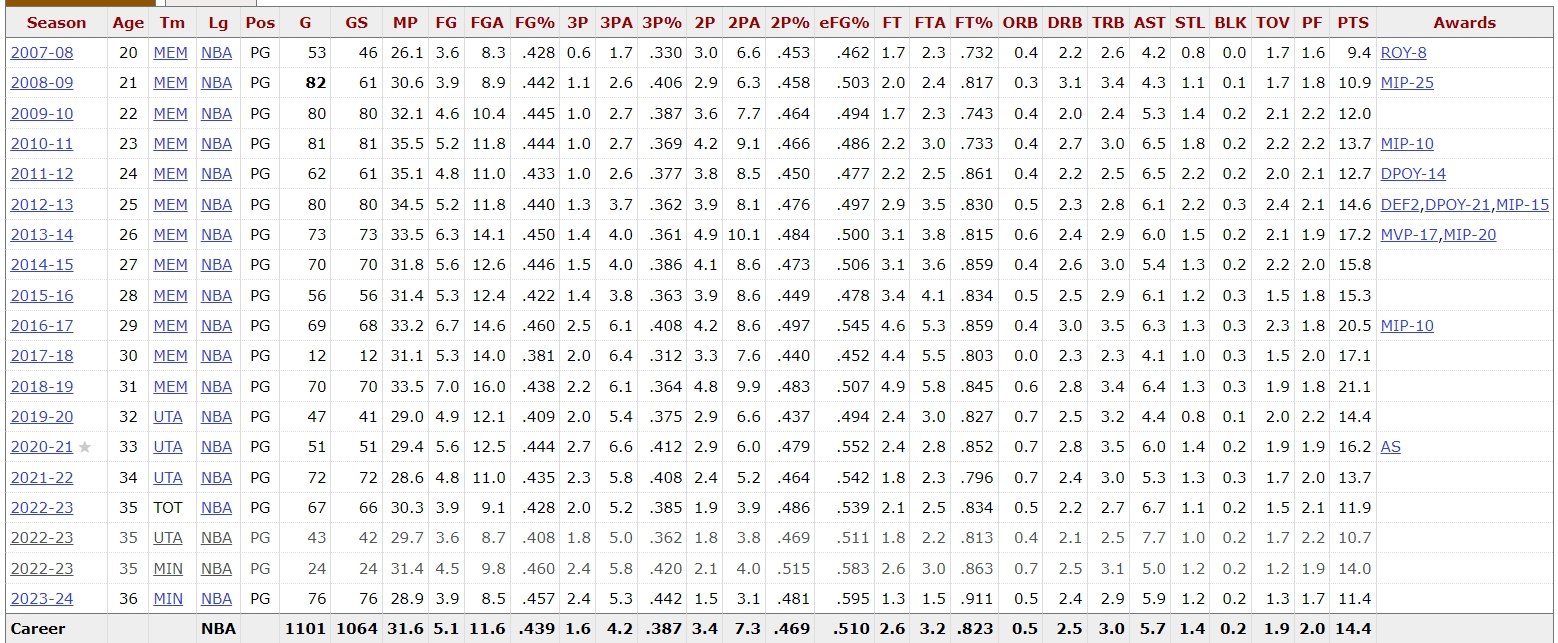 Season Age Tm Lg Pos G GS MP FG FGA FG% 3P 3PA 3P% 2P 2PA 2P% eFG% FT FTA FT% ORB DRB TRB AST STL BLK TOV PF PTS Awards
2007-08 20 MEM NBA PG 53 46 26.1 3.6 8.3 .428 0.6 1.7 .330 3.0 6.6 .453 .462 1.7 2.3 .732 0.4 2.2 2.6 4.2 0.8 0.0 1.7 1.6 9.4 ROY-8
2008-09 21 MEM NBA PG 82 61 30.6 3.9 8.9 .442 1.1 2.6 .406 2.9 6.3 .458 .503 2.0 2.4 .817 0.3 3.1 3.4 4.3 1.1 0.1 1.7 1.8 10.9 MIP-25
2009-10 22 MEM NBA PG 80 80 32.1 4.6 10.4 .445 1.0 2.7 .387 3.6 7.7 .464 .494 1.7 2.3 .743 0.4 2.0 2.4 5.3 1.4 0.2 2.1 2.2 12.0
2010-11 23 MEM NBA PG 81 81 35.5 5.2 11.8 .444 1.0 2.7 .369 4.2 9.1 .466 .486 2.2 3.0 .733 0.4 2.7 3.0 6.5 1.8 0.2 2.2 2.2 13.7 MIP-10
2011-12 24 MEM NBA PG 62 61 35.1 4.8 11.0 .433 1.0 2.6 .377 3.8 8.5 .450 .477 2.2 2.5 .861 0.4 2.2 2.5 6.5 2.2 0.2 2.0 2.1 12.7 DPOY-14
2012-13 25 MEM NBA PG 80 80 34.5 5.2 11.8 .440 1.3 3.7 .362 3.9 8.1 .476 .497 2.9 3.5 .830 0.5 2.3 2.8 6.1 2.2 0.3 2.4 2.1 14.6 DEF2,DPOY-21,MIP-15
2013-14 26 MEM NBA PG 73 73 33.5 6.3 14.1 .450 1.4 4.0 .361 4.9 10.1 .484 .500 3.1 3.8 .815 0.6 2.4 2.9 6.0 1.5 0.2 2.1 1.9 17.2 MVP-17,MIP-20
2014-15 27 MEM NBA PG 70 70 31.8 5.6 12.6 .446 1.5 4.0 .386 4.1 8.6 .473 .506 3.1 3.6 .859 0.4 2.6 3.0 5.4 1.3 0.2 2.2 2.0 15.8
2015-16 28 MEM NBA PG 56 56 31.4 5.3 12.4 .422 1.4 3.8 .363 3.9 8.6 .449 .478 3.4 4.1 .834 0.5 2.5 2.9 6.1 1.2 0.3 1.5 1.8 15.3
2016-17 29 MEM NBA PG 69 68 33.2 6.7 14.6 .460 2.5 6.1 .408 4.2 8.6 .497 .545 4.6 5.3 .859 0.4 3.0 3.5 6.3 1.3 0.3 2.3 1.8 20.5 MIP-10
2017-18 30 MEM NBA PG 12 12 31.1 5.3 14.0 .381 2.0 6.4 .312 3.3 7.6 .440 .452 4.4 5.5 .803 0.0 2.3 2.3 4.1 1.0 0.3 1.5 2.0 17.1
2018-19 31 MEM NBA PG 70 70 33.5 7.0 16.0 .438 2.2 6.1 .364 4.8 9.9 .483 .507 4.9 5.8 .845 0.6 2.8 3.4 6.4 1.3 0.3 1.9 1.8 21.1
2019-20 32 UTA NBA PG 47 41 29.0 4.9 12.1 .409 2.0 5.4 .375 2.9 6.6 .437 .494 2.4 3.0 .827 0.7 2.5 3.2 4.4 0.8 0.1 2.0 2.2 14.4
2020-21 ★ 33 UTA NBA PG 51 51 29.4 5.6 12.5 .444 2.7 6.6 .412 2.9 6.0 .479 .552 2.4 2.8 .852 0.7 2.8 3.5 6.0 1.4 0.2 1.9 1.9 16.2 AS
2021-22 34 UTA NBA PG 72 72 28.6 4.8 11.0 .435 2.4 5.8 .408 2.4 5.2 .464 .542 1.8 2.3 .796 0.7 2.4 3.0 5.3 1.3 0.3 1.7 2.0 13.7
2022-23 35 TOT NBA PG 67 66 30.3 3.9 9.1 .428 2.0 5.2 .385 1.9 3.9 .486 .539 2.1 2.5 .834 0.5 2.2 2.7 6.7 1.1 0.2 1.5 2.1 11.9
2022-23 35 UTA NBA PG 43 42 29.7 3.6 8.7 .408 1.8 5.0 .362 1.8 3.8 .469 .511 1.8 2.2 .813 0.4 2.1 2.5 7.7 1.0 0.2 1.7 2.2 10.7
2022-23 35 MIN NBA PG 24 24 31.4 4.5 9.8 .460 2.4 5.8 .420 2.1 4.0 .515 .583 2.6 3.0 .863 0.7 2.5 3.1 5.0 1.2 0.2 1.2 1.9 14.0
2023-24 36 MIN NBA PG 76 76 28.9 3.9 8.5 .457 2.4 5.3 .442 1.5 3.1 .481 .595 1.3 1.5 .911 0.5 2.4 2.9 5.9 1.2 0.2 1.3 1.7 11.4
Career NBA 1101 1064 31.6 5.1 11.6 .439 1.6 4.2 .387 3.4 7.3 .469 .510 2.6 3.2 .823 0.5 2.5 3.0 5.7 1.4 0.2 1.9 2.0 14.4